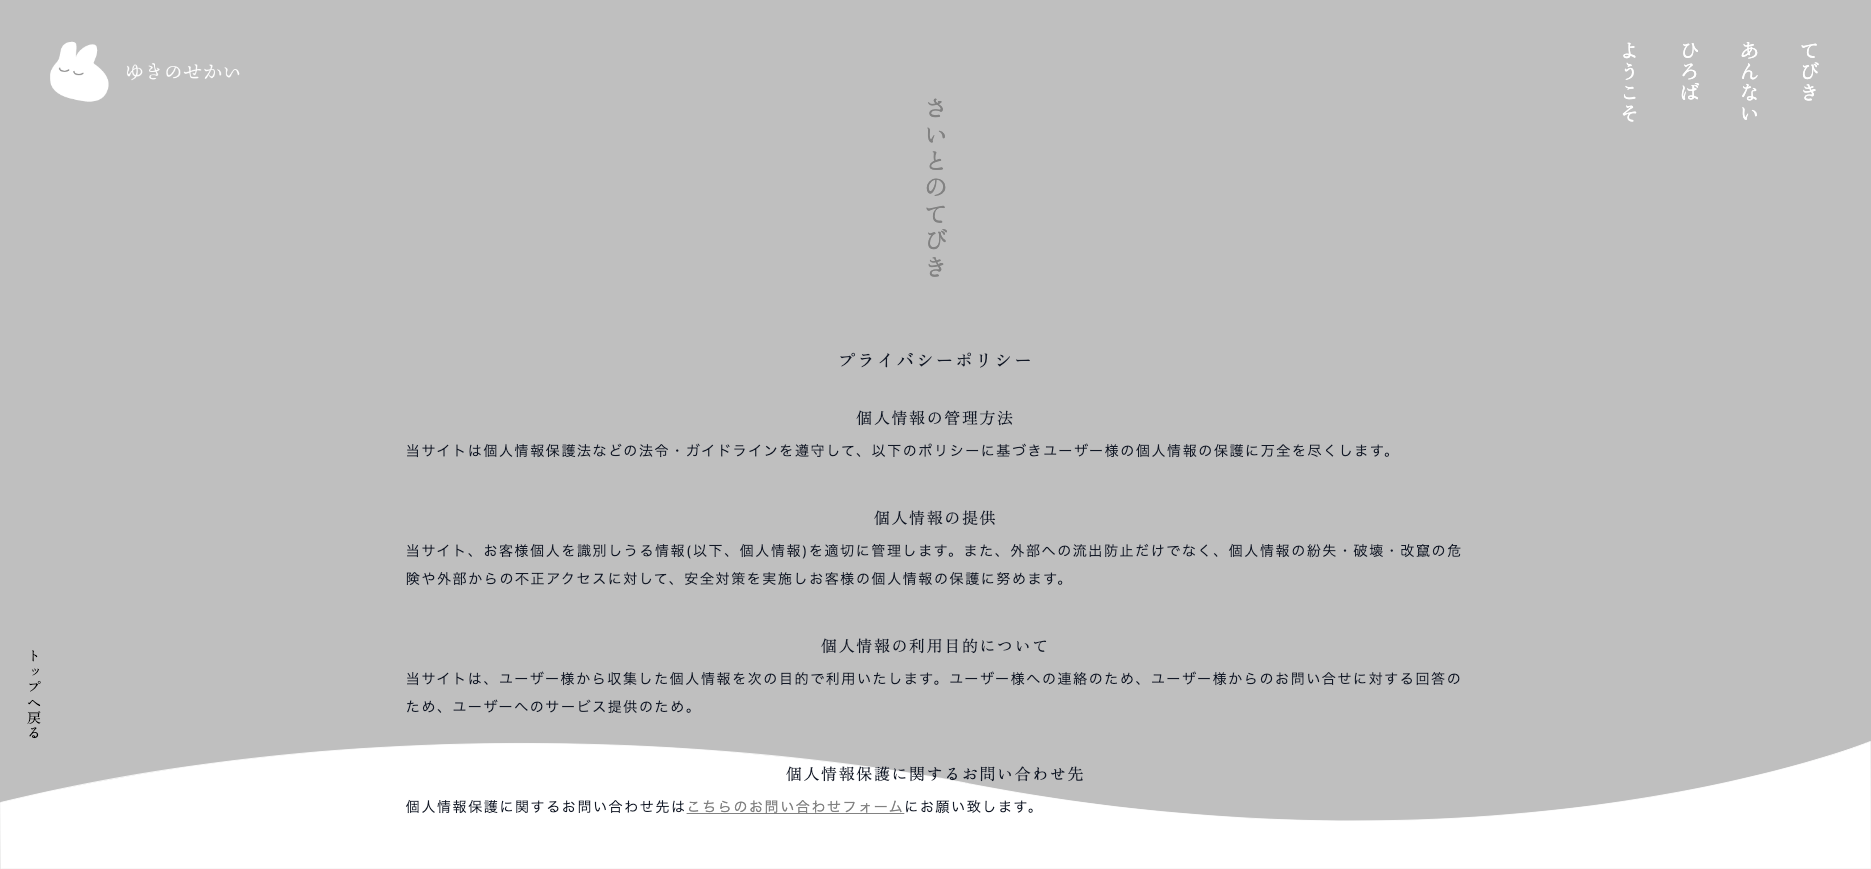 ゆきのせかい
てびき
あんない
ひろば
ようこそ
さいとのてびき
プライバシーポリシー
個人情報の管理方法
当サイトは個人情報保護法などの法令・ガイドラインを遵守して、以下のポリシーに基づきユーザー様の個人情報の保護に万全を尽くします。
個人情報の提供
当サイト、お客様個人を識別しうる情報(以下、個人情報)を適切に管理します。また、外部への流出防止だけでなく、個人情報の紛失・破壊・改竄の危
険や外部からの不正アクセスに対して、安全対策を実施しお客様の個人情報の保護に努めます。
個人情報の利用目的について
当サイトは、ユーザー様から収集した個人情報を次の目的で利用いたします。ユーザー様への連絡のため、ユーザー様からのお問い合せに対する回答の
ため、ユーザーへのサービス提供のため。
トップへ戻る
個人情報保護に関するお問い合わせ先
個人情報保護に関するお問い合わせ先はこちらのお問い合わせフォームにお願い致します。